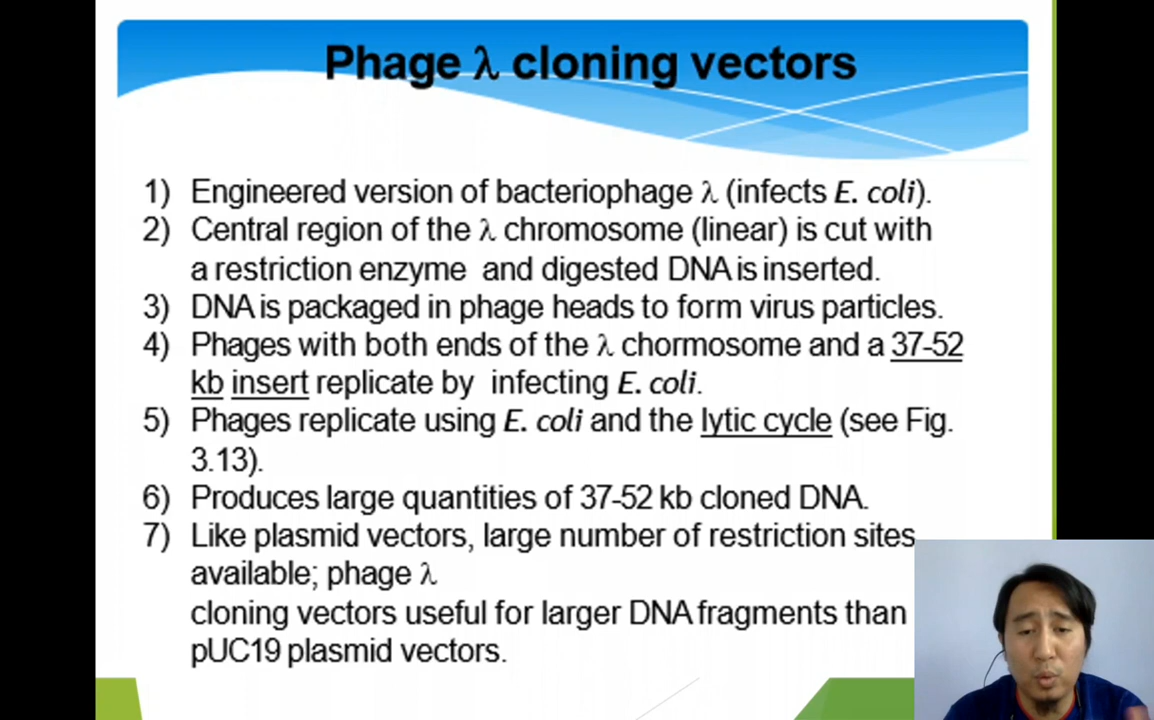 Phage λ cloning vectors
1) Engineered version of bacteriophage λ (infects E. coli).
2) Central region of the λ chromosome (linear) is cut with
a restriction enzyme and digested DNA is inserted.
3) DNA is packaged in phage heads to form virus particles.
4) Phages with both ends of the λ chormosome and a 37-52
kb insert replicate by infecting E. coli.
5) Phages replicate using E. coli and the lytic cycle (see Fig.
3.13).
6) Produces large quantities of 37-52 kb cloned DNA.
7) Like plasmid vectors, large number of restriction sites
available; phage λ
cloning vectors useful for larger DNA fragments than
pUC19 plasmid vectors.